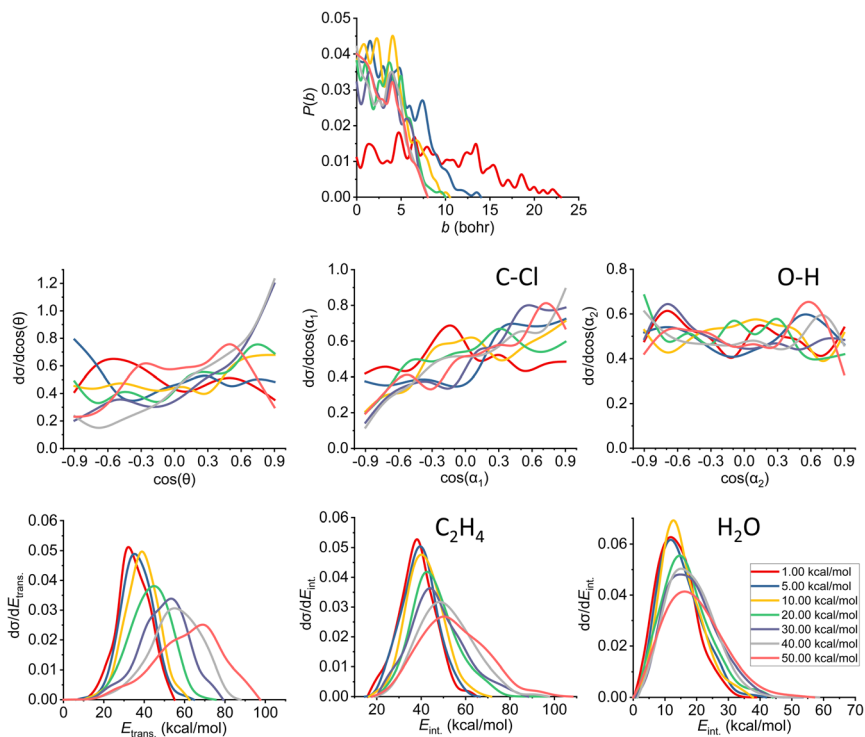 0.05
0.04
0.03
0.02
0.01
0.00
P(b)
0 5 10 15 20 25
b (bohr)
1.2
1.0
0.8
0.6
0.4
0.2
0.0
dσ/dcos(θ)
-0.9 -0.6 -0.3 0.0 0.3 0.6 0.9
cos(θ)
C-Cl
1.0
0.8
0.6
0.4
0.2
0.0
dσ/dcos(α₁)
-0.9 -0.6 -0.3 0.0 0.3 0.6 0.9
cos(α₁)
O-H
0.8
0.6
0.4
0.2
0.0
dσ/dcos(α₂)
-0.9 -0.6 -0.3 0.0 0.3 0.6 0.9
cos(α₂)
0.06
0.05
0.04
0.03
0.02
0.01
0.00
dσ/dE_trans.
0 20 40 60 80 100
E_trans. (kcal/mol)
C₂H₄
0.06
0.05
0.04
0.03
0.02
0.01
0.00
dσ/dE_int.
20 40 60 80 100
E_int. (kcal/mol)
H₂O
0.06
0.04
0.02
0.00
dσ/dE_int.
0 10 20 30 40 50 60 70
E_int. (kcal/mol)
1.00 kcal/mol
5.00 kcal/mol
10.00 kcal/mol
20.00 kcal/mol
30.00 kcal/mol
40.00 kcal/mol
50.00 kcal/mol